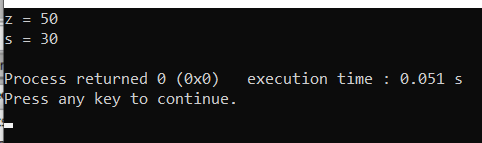 z = 50
s = 30
Process returned 0 (0x0)   execution time : 0.051 s
Press any key to continue.